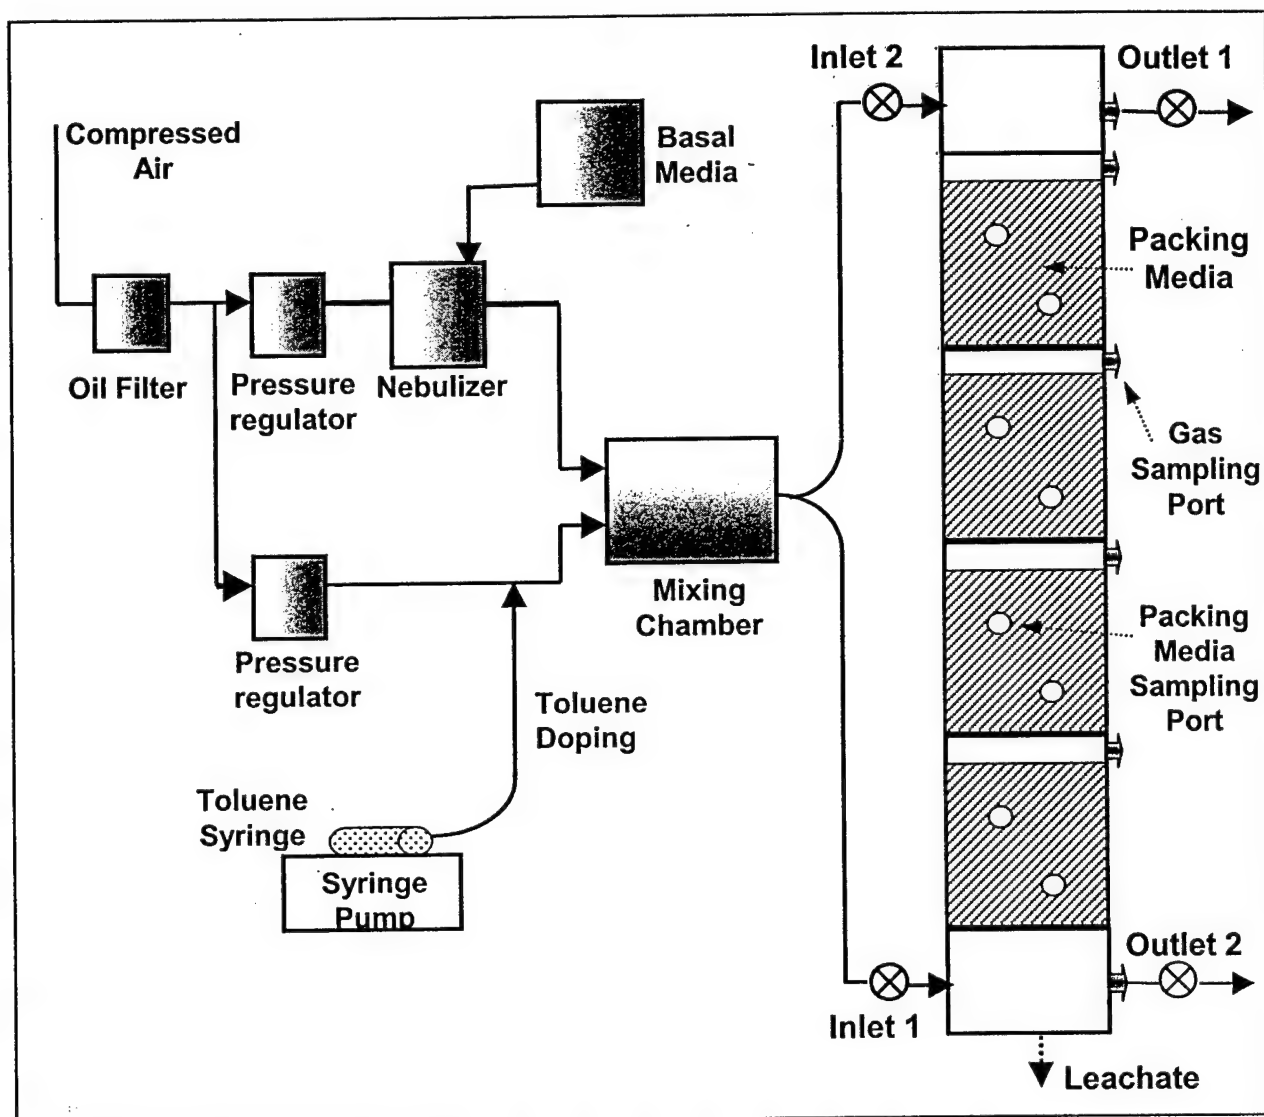 Inlet 2
Outlet 1
Compressed
Air
Basal
Media
Packing
Media
Oil Filter
Pressure
regulator
Nebulizer
Gas
Sampling
Port
Mixing
Chamber
Packing
Media
Sampling
Port
Pressure
regulator
Toluene
Doping
Toluene
Syringe
Syringe
Pump
Outlet 2
Inlet 1
Leachate